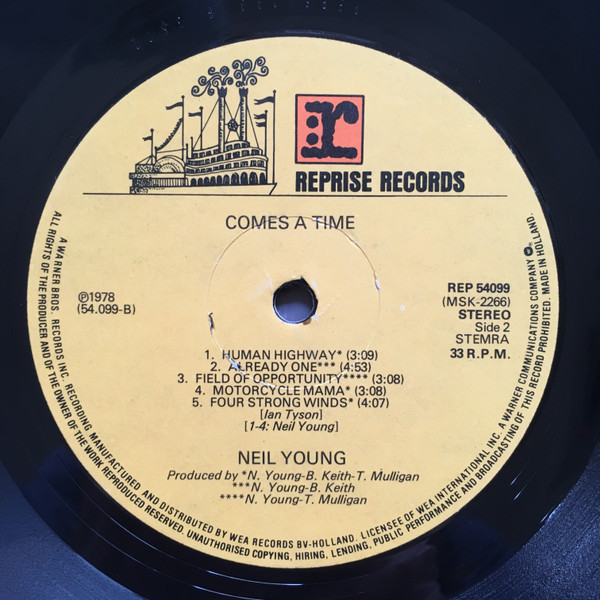 r
REPRISE RECORDS
COMES A TIME
℗1978
(54.099-B)
REP 54099
(MSK-2266)
STEREO
Side 2
STEMRA
33 R.P.M.
1. HUMAN HIGHWAY* (3:09)
2. ALREADY ONE*** (4:53)
3. FIELD OF OPPORTUNITY**** (3:08)
4. MOTORCYCLE MAMA* (3:08)
5. FOUR STRONG WINDS* (4:07)
[Ian Tyson]
[1-4: Neil Young]
NEIL YOUNG
Produced by *N. Young-B. Keith-T. Mulligan
***N. Young-B. Keith
****N. Young-T. Mulligan
A WARNER BROS. RECORDS INC. RECORDING MANUFACTURED AND DISTRIBUTED BY WEA RECORDS BV-HOLLAND. LICENSEE OF WEA INTERNATIONAL INC. A WARNER COMMUNICATIONS COMPANY MADE IN HOLLAND.
ALL RIGHTS OF THE PRODUCER AND OF THE OWNER OF THE WORK REPRODUCED RESERVED. UNAUTHORISED COPYING, HIRING, LENDING, PUBLIC PERFORMANCE AND BROADCASTING OF THIS RECORD PROHIBITED.